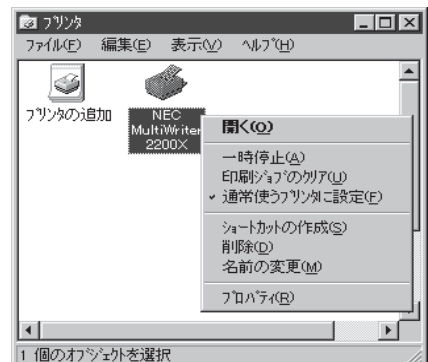 プリンタ
ファイル(F) 編集(E) 表示(V) ヘルプ(H)
プリンタの追加
NEC
MultiWriter
2200X
開く(O)
一時停止(A)
印刷ジョブのクリア(U)
✓ 通常使うプリンタに設定(F)
ショートカットの作成(S)
削除(D)
名前の変更(M)
プロパティ(R)
1 個のオブジェクトを選択